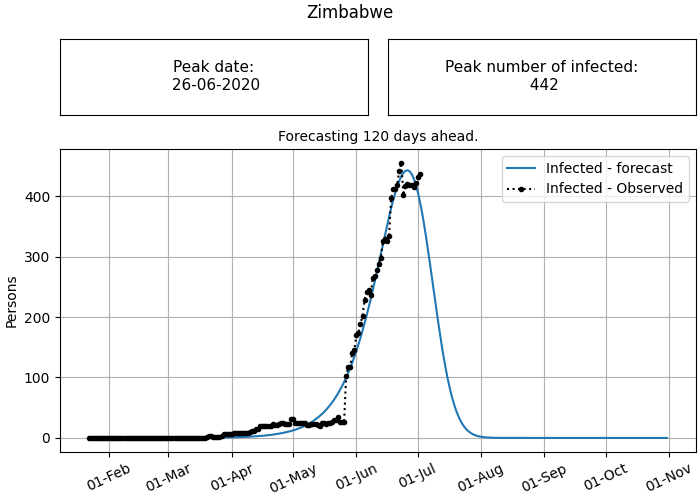 Zimbabwe
Peak date:
26-06-2020
Peak number of infected:
442
Forecasting 120 days ahead.
Infected - forecast
Infected - Observed
Persons
400
300
200
100
0
01-Feb
01-Mar
01-Apr
01-May
01-Jun
01-Jul
01-Aug
01-Sep
01-Oct
01-Nov